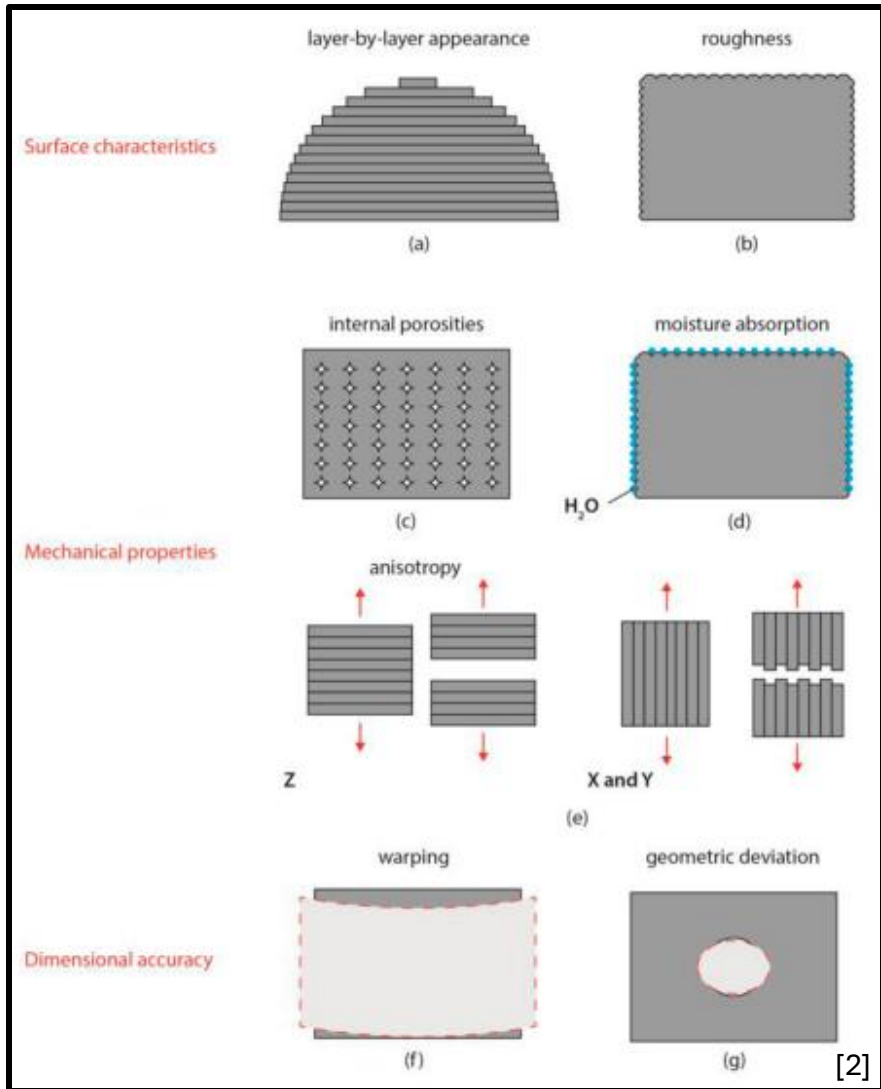 layer-by-layer appearance
roughness
Surface characteristics
(a)
(b)
internal porosities
moisture absorption
H₂O
(c)
(d)
Mechanical properties
anisotropy
Z
X and Y
(e)
warping
geometric deviation
Dimensional accuracy
(f)
(g)
[2]